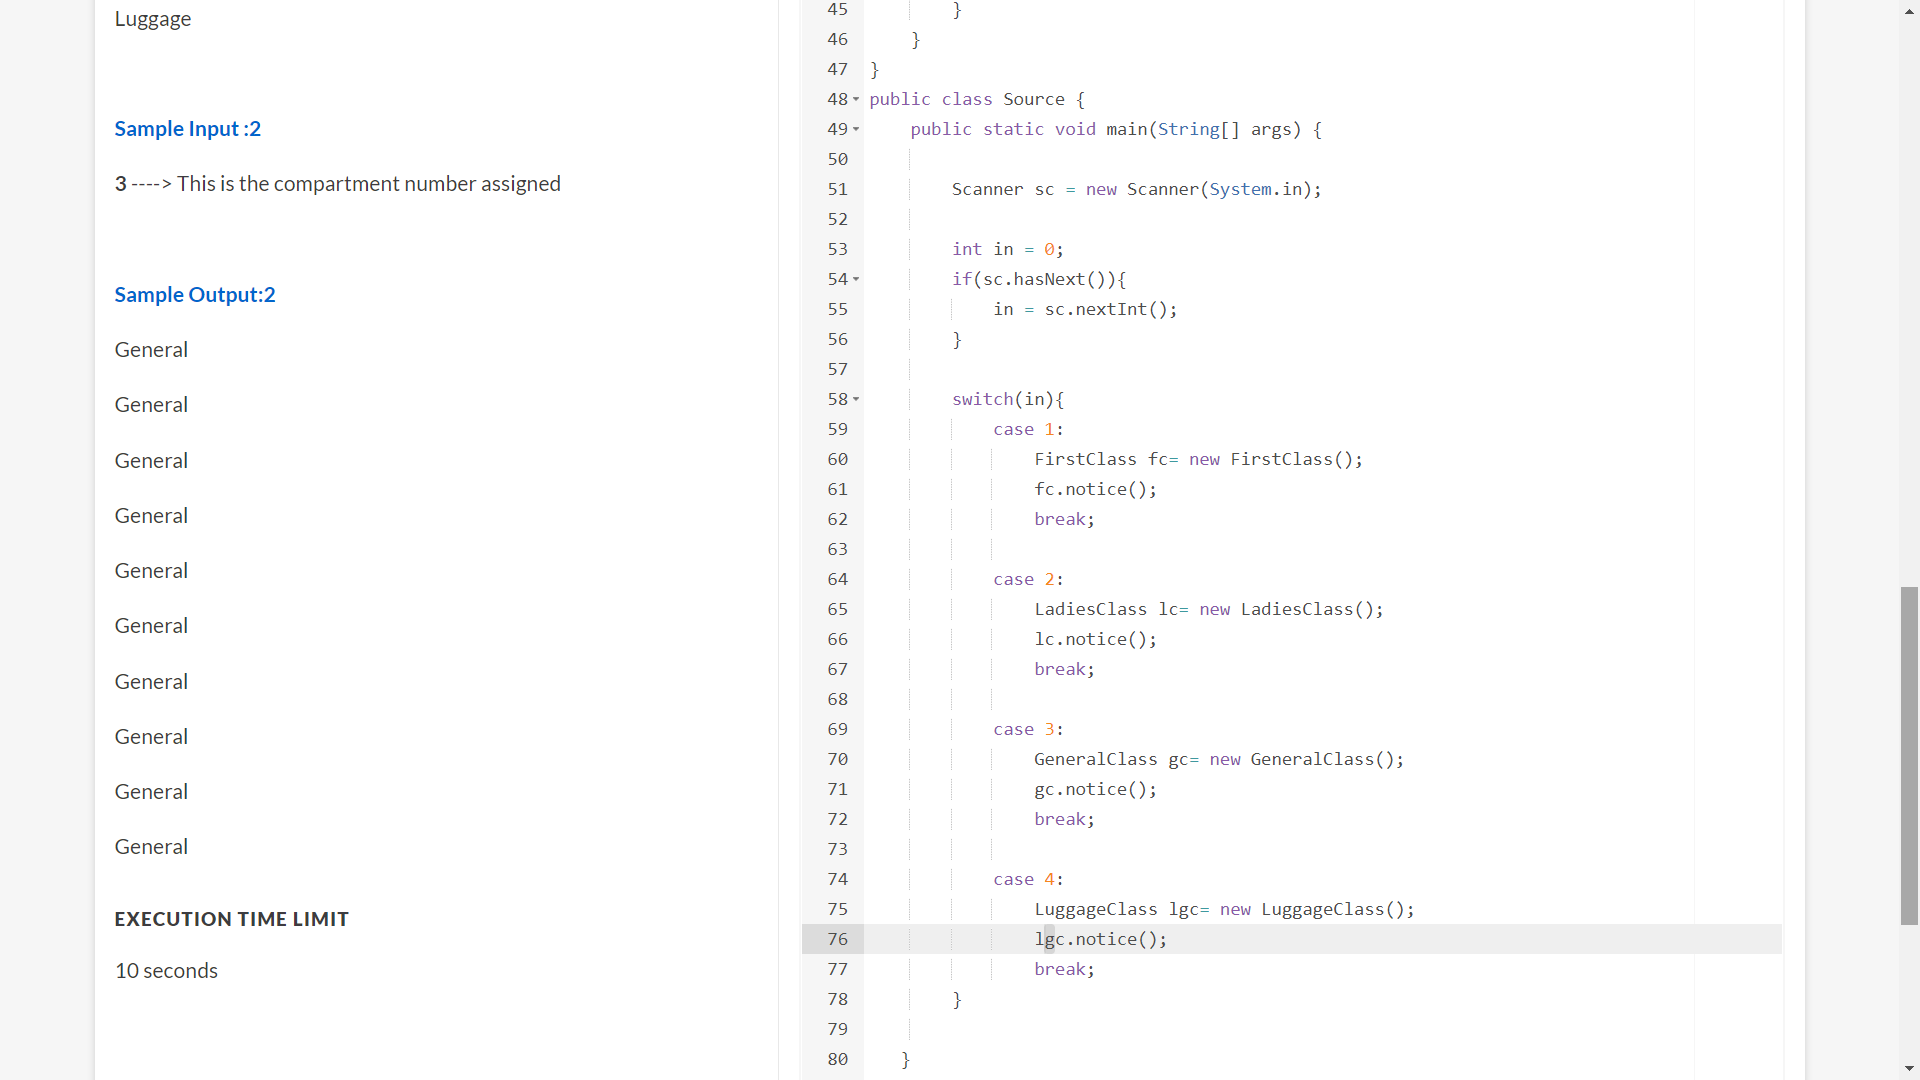 Luggage
Sample Input :2
3 ----> This is the compartment number assigned
Sample Output:2
General
General
General
General
General
General
General
General
General
General
EXECUTION TIME LIMIT
10 seconds
45 }
46 }
47 }
48 public class Source {
49 public static void main(String[] args) {
50
51 Scanner sc = new Scanner(System.in);
52
53 int in = 0;
54 if(sc.hasNext()){
55 in = sc.nextInt();
56 }
57
58 switch(in){
59 case 1:
60 FirstClass fc= new FirstClass();
61 fc.notice();
62 break;
63
64 case 2:
65 LadiesClass lc= new LadiesClass();
66 lc.notice();
67 break;
68
69 case 3:
70 GeneralClass gc= new GeneralClass();
71 gc.notice();
72 break;
73
74 case 4:
75 LuggageClass lgc= new LuggageClass();
76 lgc.notice();
77 break;
78 }
79
80 }